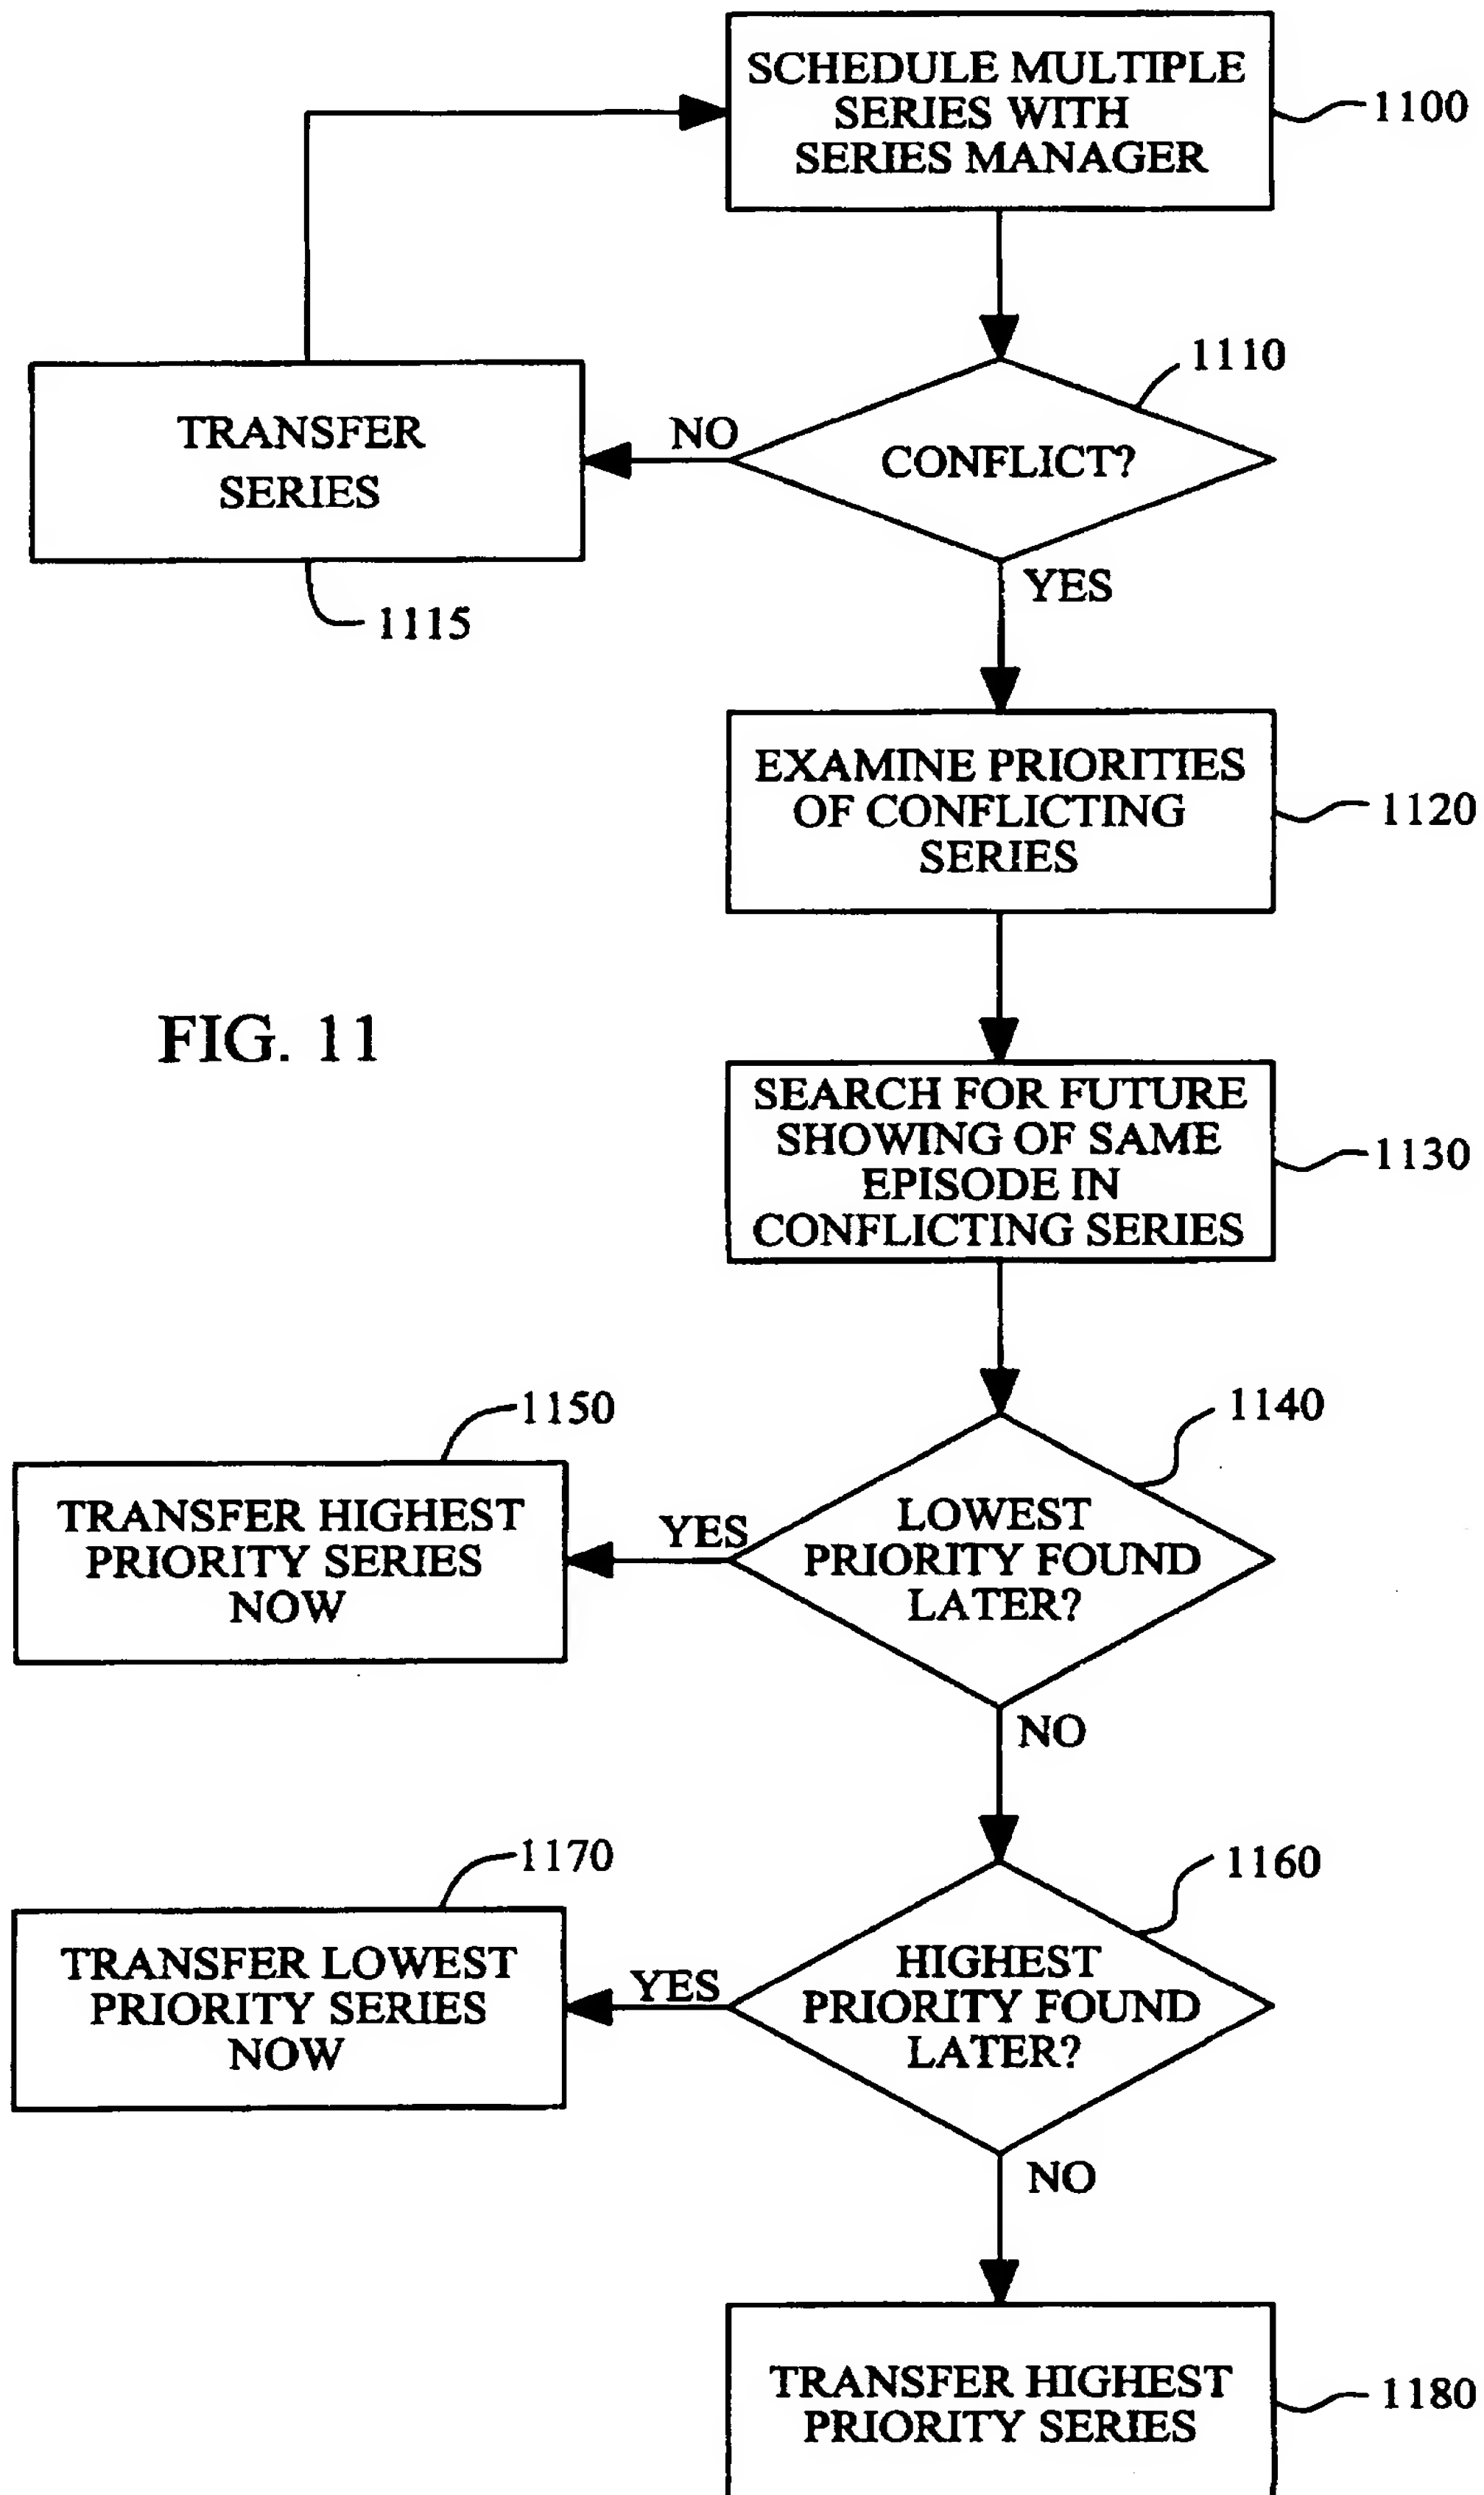 SCHEDULE MULTIPLE
SERIES WITH
SERIES MANAGER
1100
1110
CONFLICT?
NO
TRANSFER
SERIES
1115
YES
EXAMINE PRIORITIES
OF CONFLICTING
SERIES
1120
FIG. 11
SEARCH FOR FUTURE
SHOWING OF SAME
EPISODE IN
CONFLICTING SERIES
1130
1140
LOWEST
PRIORITY FOUND
LATER?
YES
1150
TRANSFER HIGHEST
PRIORITY SERIES
NOW
NO
1160
HIGHEST
PRIORITY FOUND
LATER?
YES
1170
TRANSFER LOWEST
PRIORITY SERIES
NOW
NO
TRANSFER HIGHEST
PRIORITY SERIES
1180